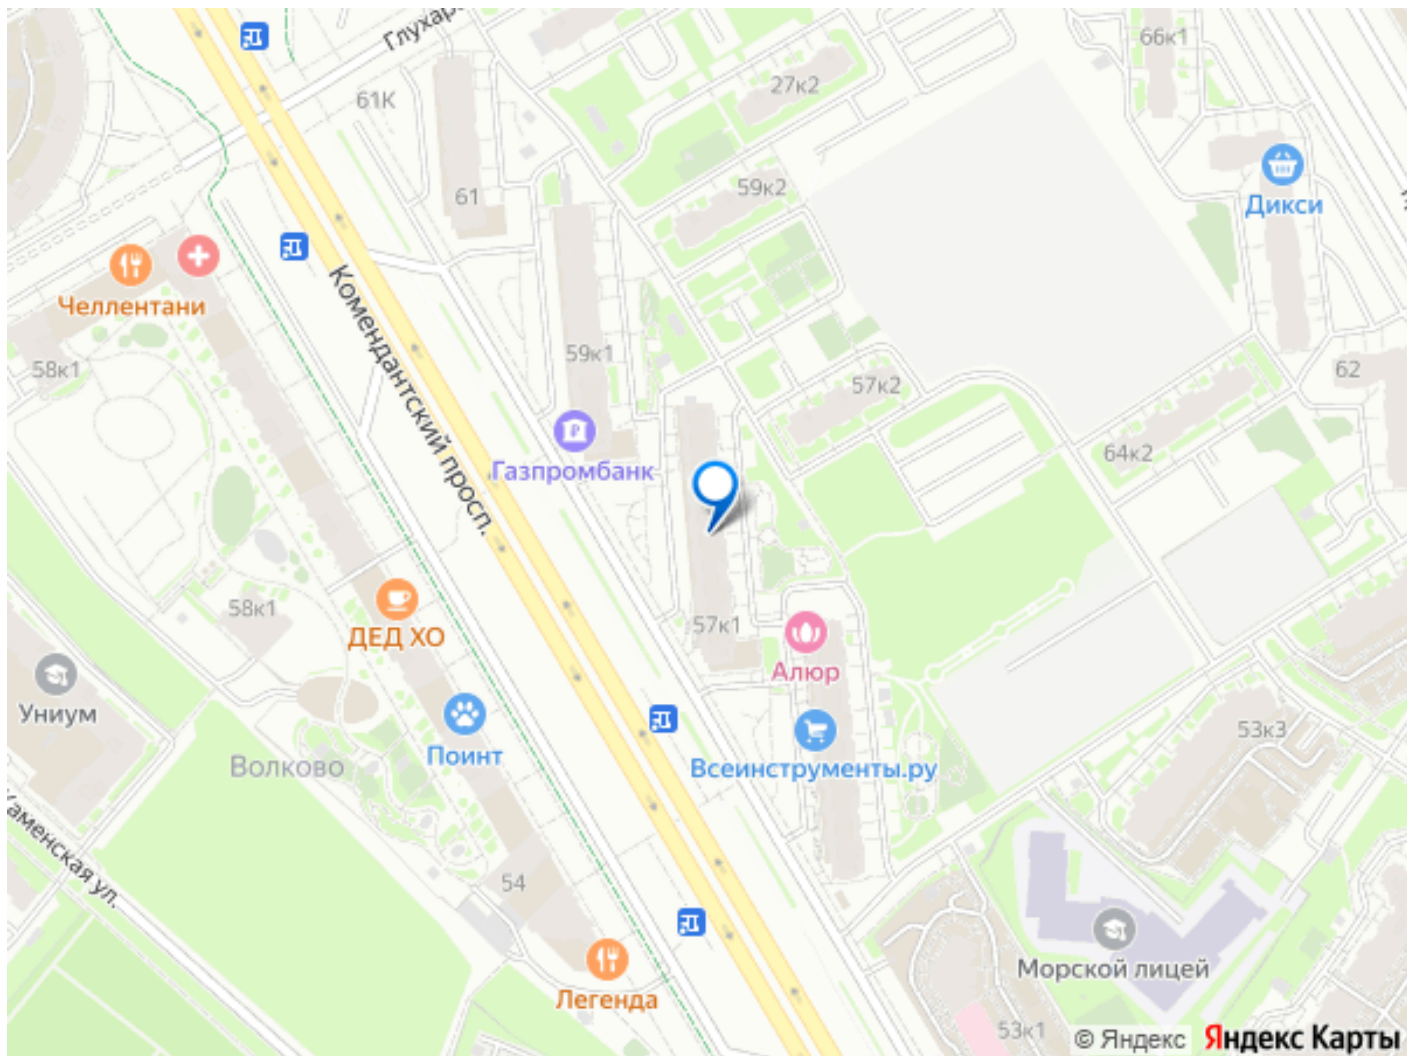 Глухар
66к1
27к2
61К
61
59к2
Дикси
Челлентани
Комендантский просп.
59к1
58к1
57к2
62
64к2
Газпромбанк
58к1
ДЕД ХО
57к1
Алюр
Униум
Поинт
Волково
Всеинструменты.ру
53к3
Каменская ул.
54
Легенда
Морской лицей
53к1
© Яндекс Яндекс Карты